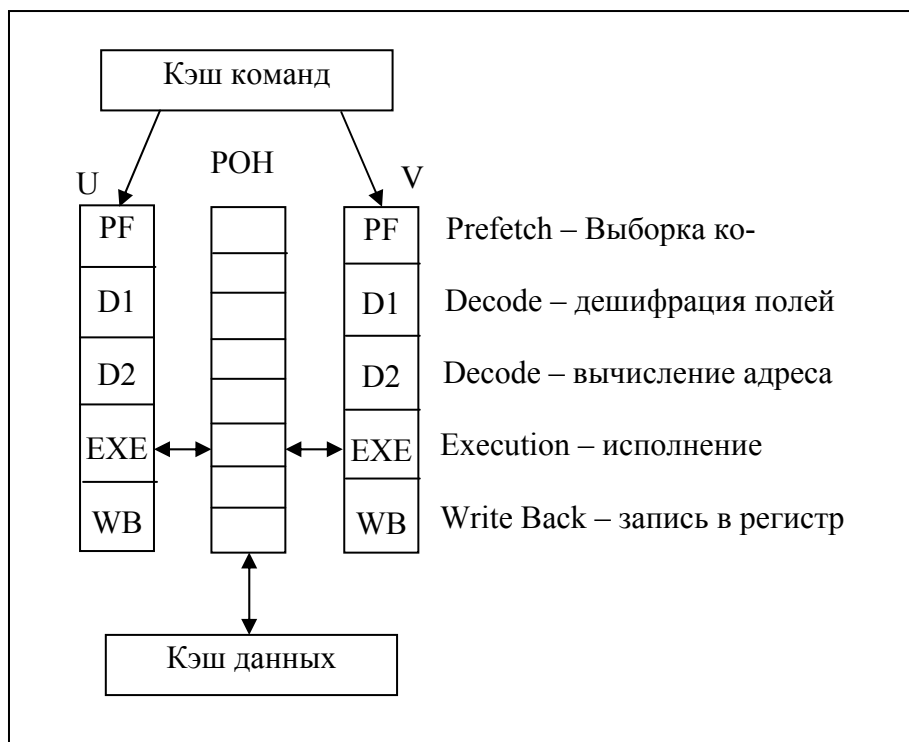 Кэш команд
РОН
U
V
PF
PF
Prefetch – Выборка ко-
D1
D1
Decode – дешифрация полей
D2
D2
Decode – вычисление адреса
EXE
EXE
Execution – исполнение
WB
WB
Write Back – запись в регистр
Кэш данных